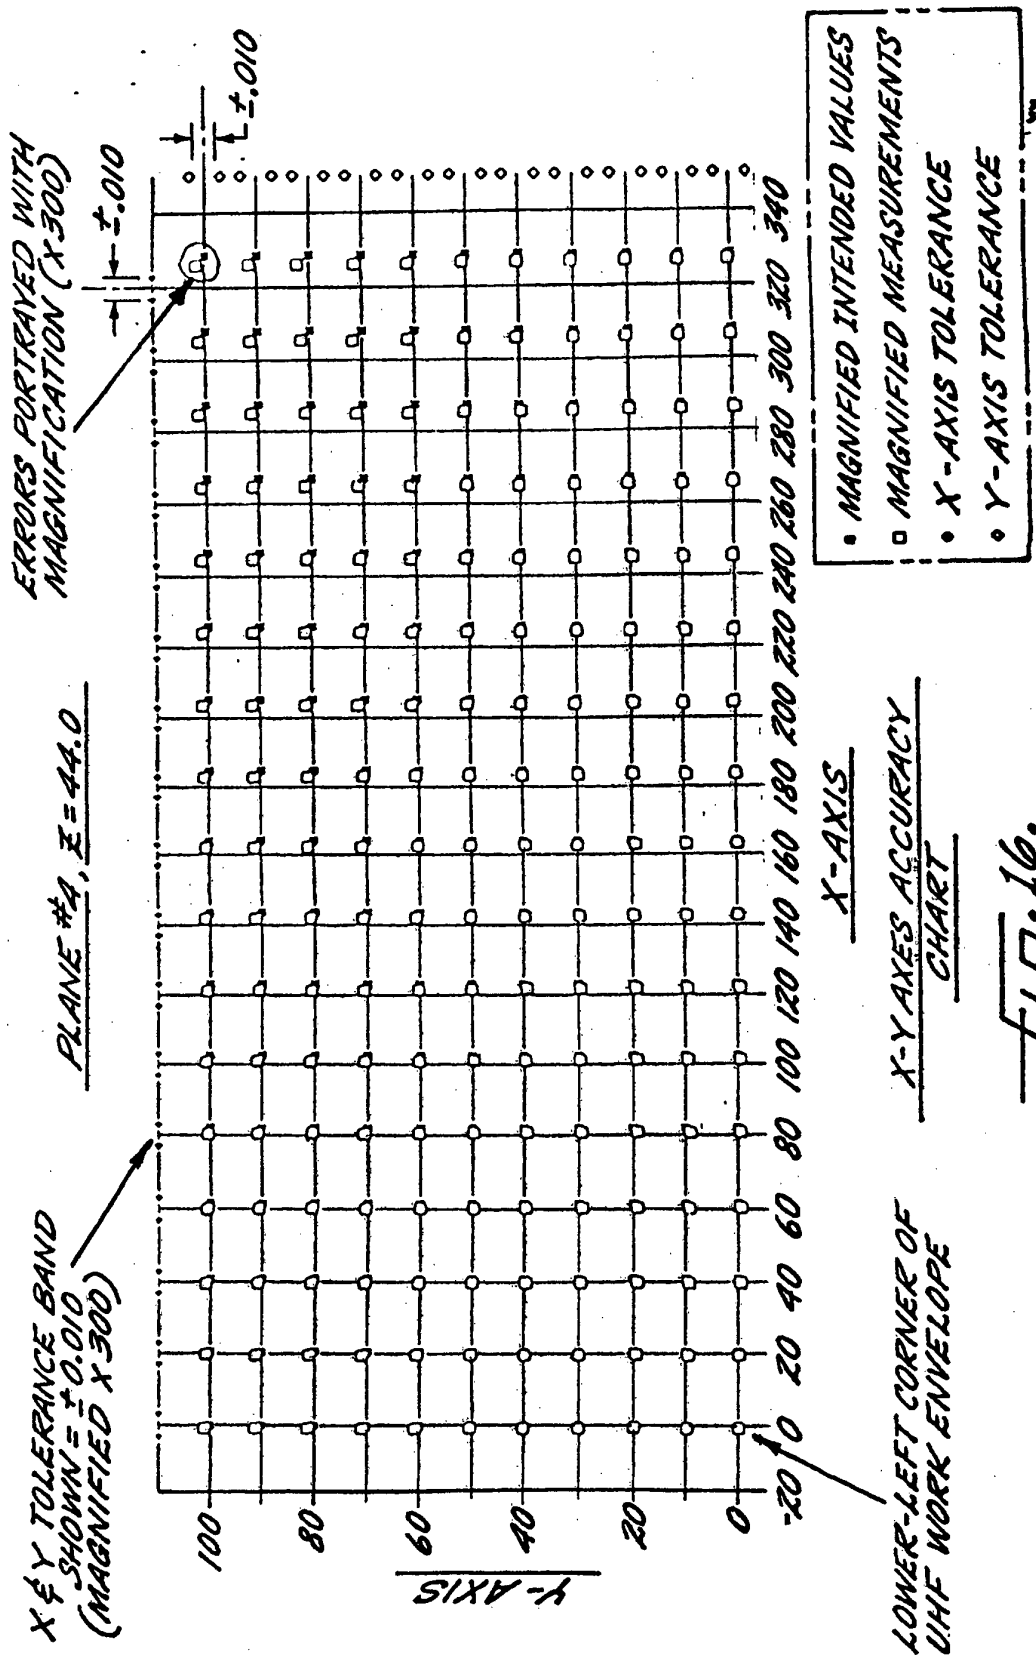 X & Y TOLERANCE BAND
SHOWN = ±0.010
(MAGNIFIED X300)
PLANE #4, Z=44.0
ERRORS PORTRAYED WITH
MAGNIFICATION (X300)
±.010
±.010
100
80
60
40
20
0
Y-AXIS
-20 0 20 40 60 80 100 120 140 160 180 200 220 240 260 280 300 320 340
X-AXIS
LOWER-LEFT CORNER OF
UHF WORK ENVELOPE
X-Y AXES ACCURACY
CHART
MAGNIFIED INTENDED VALUES
MAGNIFIED MEASUREMENTS
X-AXIS TOLERANCE
Y-AXIS TOLERANCE
FIG. 16.